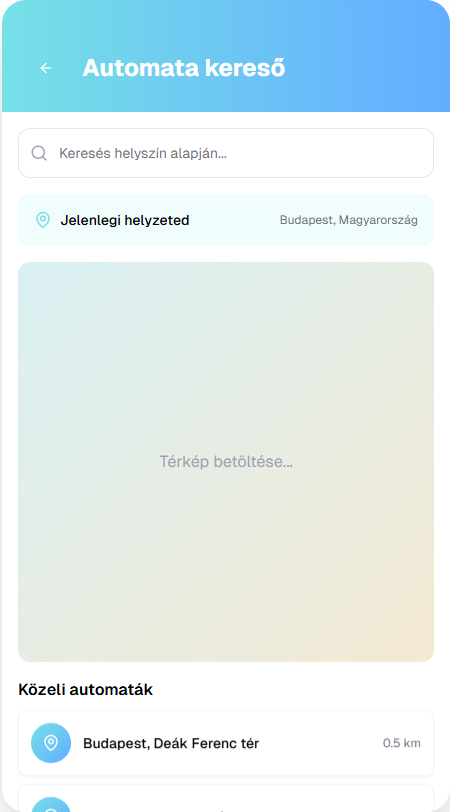 Automata kereső
Keresés helyszín alapján...
Jelenlegi helyzeted
Budapest, Magyarország
Térkép betöltése...
Közeli automaták
Budapest, Deák Ferenc tér
0.5 km